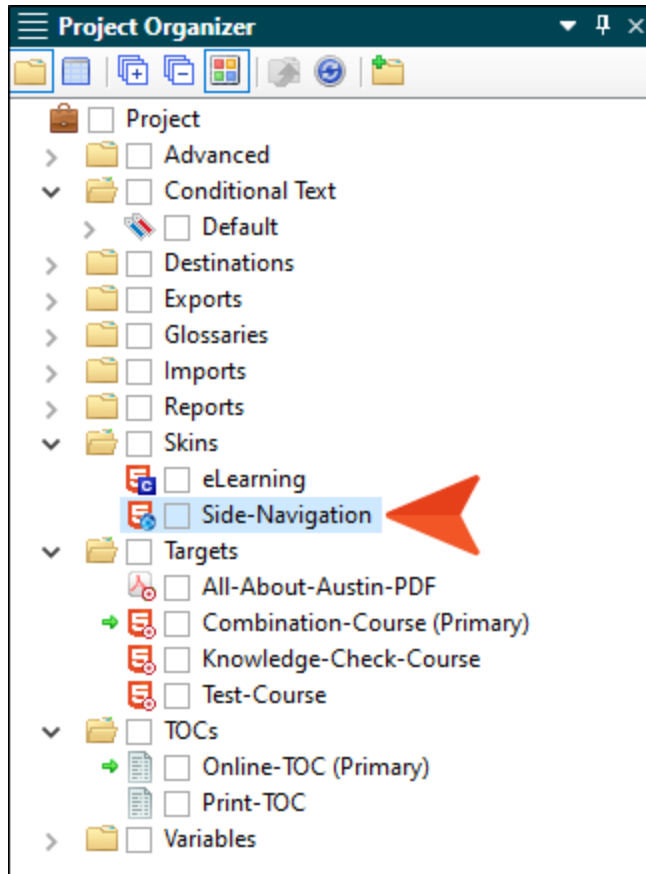 Project Organizer
Project
Advanced
Conditional Text
Default
Destinations
Exports
Glossaries
Imports
Reports
Skins
eLearning
Side-Navigation
Targets
All-About-Austin-PDF
Combination-Course (Primary)
Knowledge-Check-Course
Test-Course
TOCs
Online-TOC (Primary)
Print-TOC
Variables